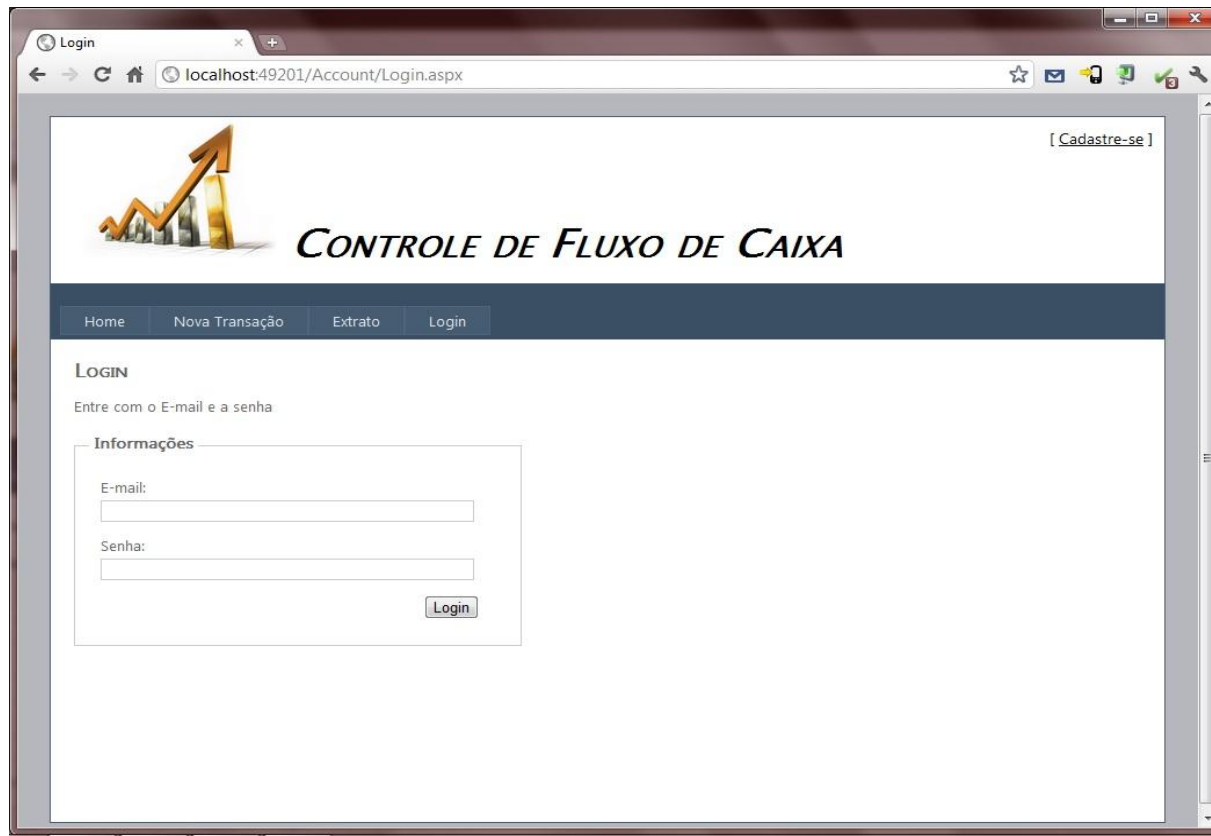 Login
localhost:49201/Account/Login.aspx
3
[ Cadastre-se ]
CONTROLE DE FLUXO DE CAIXA
Home Nova Transação Extrato Login
LOGIN
Entre com o E-mail e a senha
Informações
E-mail:
Senha:
Login